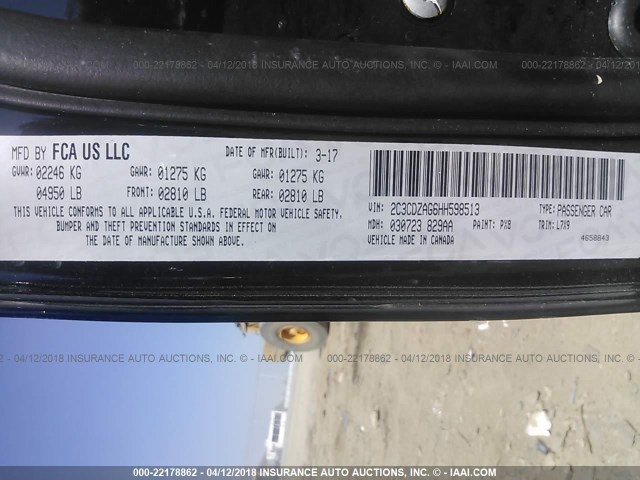 000-22178862 - 04/12/2018 INSURANCE AUTO AUCTIONS, INC. - © IAAI.COM
000-22178862 - 04/12/2018
MFD BY FCA US LLC
DATE OF MFR(BUILT): 3-17
GVWR: 02246 KG
GAWR: 01275 KG
GAWR: 01275 KG
04950 LB
FRONT: 02810 LB
REAR: 02810 LB
THIS VEHICLE CONFORMS TO ALL APPLICABLE U.S.A. FEDERAL MOTOR VEHICLE SAFETY,
BUMPER AND THEFT PREVENTION STANDARDS IN EFFECT ON
THE DATE OF MANUFACTURE SHOWN ABOVE.
VIN: 2C3CDZAG6HH598513
TYPE: PASSENGER CAR
MDH: 030723 829AA
PAINT: PX8
TRIM: L7X9
VEHICLE MADE IN CANADA
4658843
000-22178862 - 04/12/2018 INSURANCE AUTO AUCTIONS, INC. - © IAAI.COM
000-22178862 - 04/12/2018 INSURANCE AUTO AUCTIONS, INC. - © IAAI.COM
000-22178862 - 04/12/2018 INSURANCE AUTO AUCTIONS, INC. - © IAAI.COM